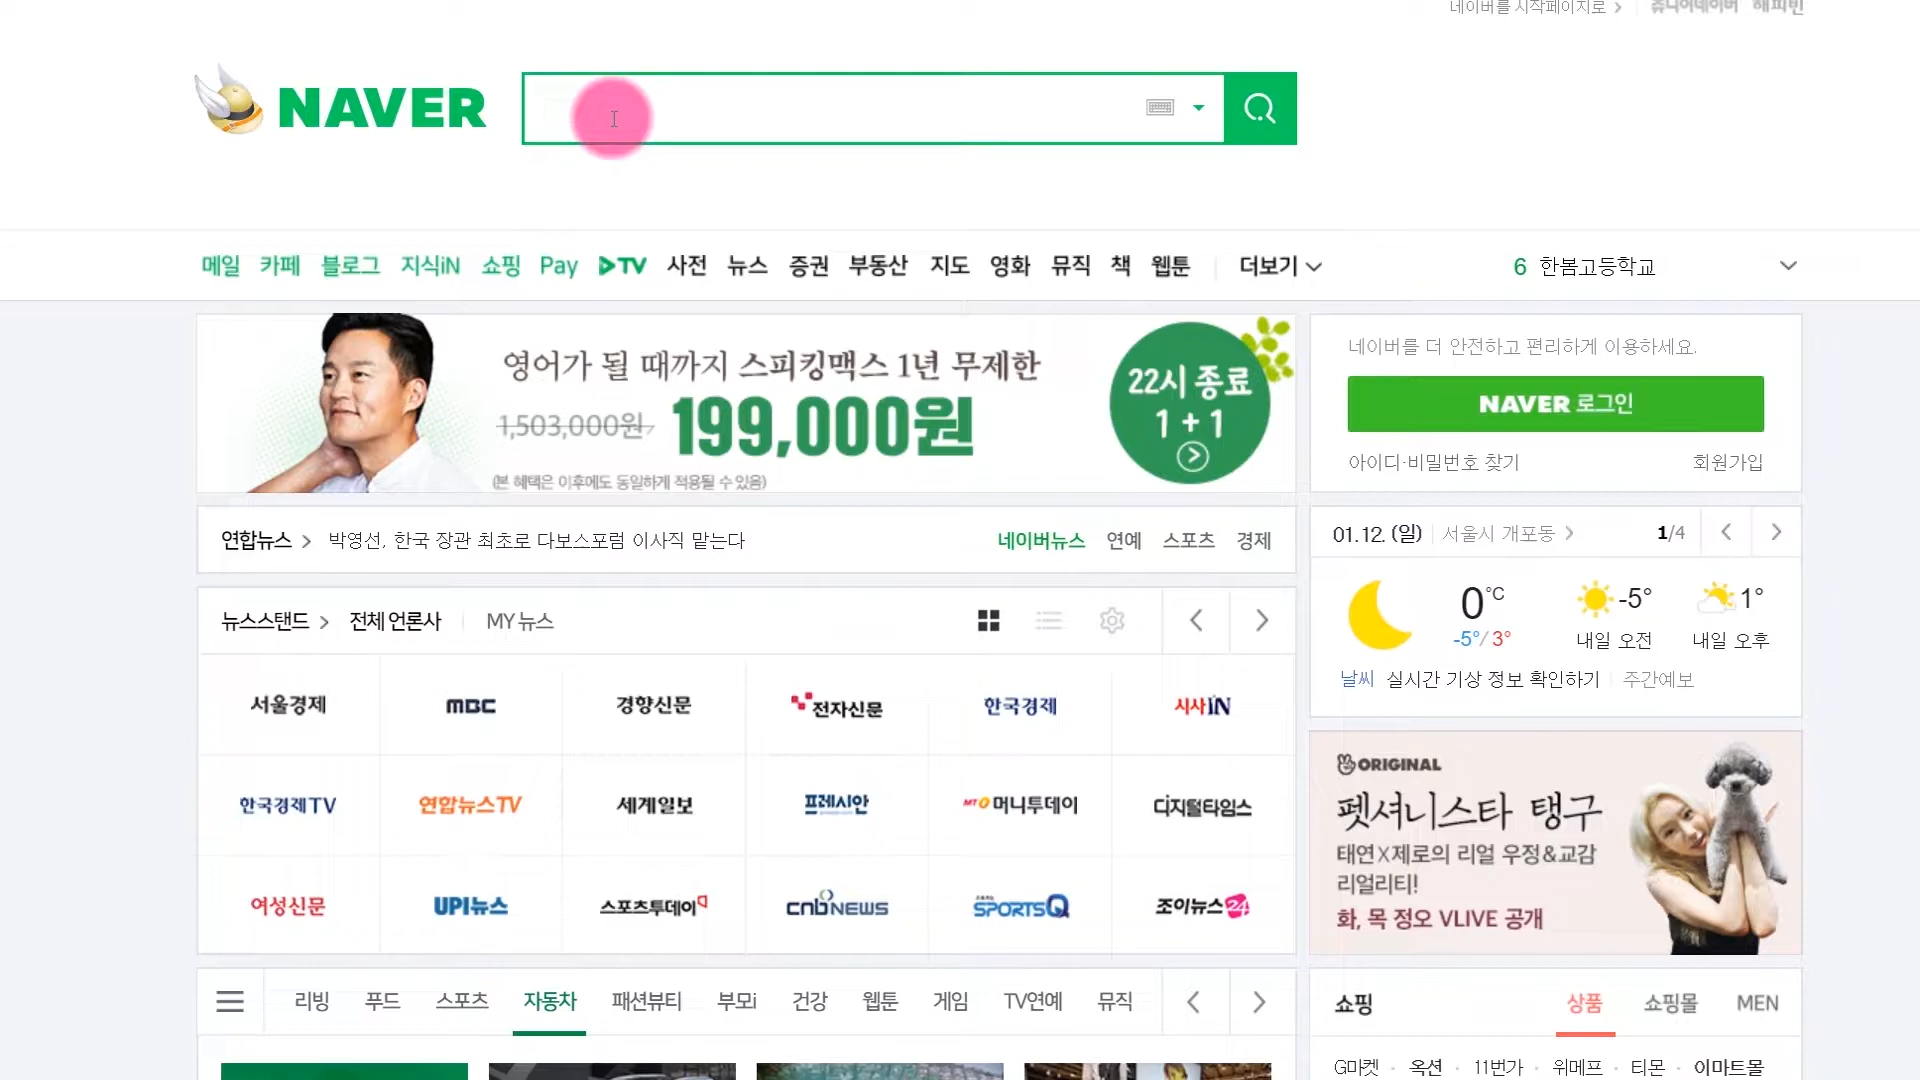 네이버를 시작페이지로
쥬니어네이버 해피빈
NAVER
메일 카페 블로그 지식iN 쇼핑 Pay TV 사전 뉴스 증권 부동산 지도 영화 뮤직 책 웹툰 더보기
6 한봄고등학교
영어가 될 때까지 스피킹맥스 1년 무제한
1,503,000원 199,000원
(본 혜택은 이후에도 동일하게 적용될 수 있음)
22시 종료
1 + 1
네이버를 더 안전하고 편리하게 이용하세요.
NAVER 로그인
아이디·비밀번호 찾기 회원가입
연합뉴스 박영선, 한국 장관 최초로 다보스포럼 이사직 맡는다
네이버뉴스 연예 스포츠 경제
01.12. (일) 서울시 개포동 1/4
0°C -5°/ 3°
-5° 내일 오전
1° 내일 오후
날씨 실시간 기상 정보 확인하기 주간예보
뉴스스탠드 전체 언론사 MY 뉴스
서울경제 MBC 경향신문 전자신문 한국경제 시사IN
한국경제TV 연합뉴스TV 세계일보 프레시안 MT 머니투데이 디지털타임스
여성신문 UPI뉴스 스포츠투데이 CNBNEWS SPORTSQ 조이뉴스24
ORIGINAL
펫셔니스타 탱구
태연X제로의 리얼 우정&교감
리얼리티!
화, 목 정오 VLIVE 공개
리빙 푸드 스포츠 자동차 패션뷰티 부모i 건강 웹툰 게임 TV연예 뮤직
쇼핑 상품 쇼핑몰 MEN
G마켓 · 옥션 · 11번가 · 위메프 · 티몬 · 이마트몰